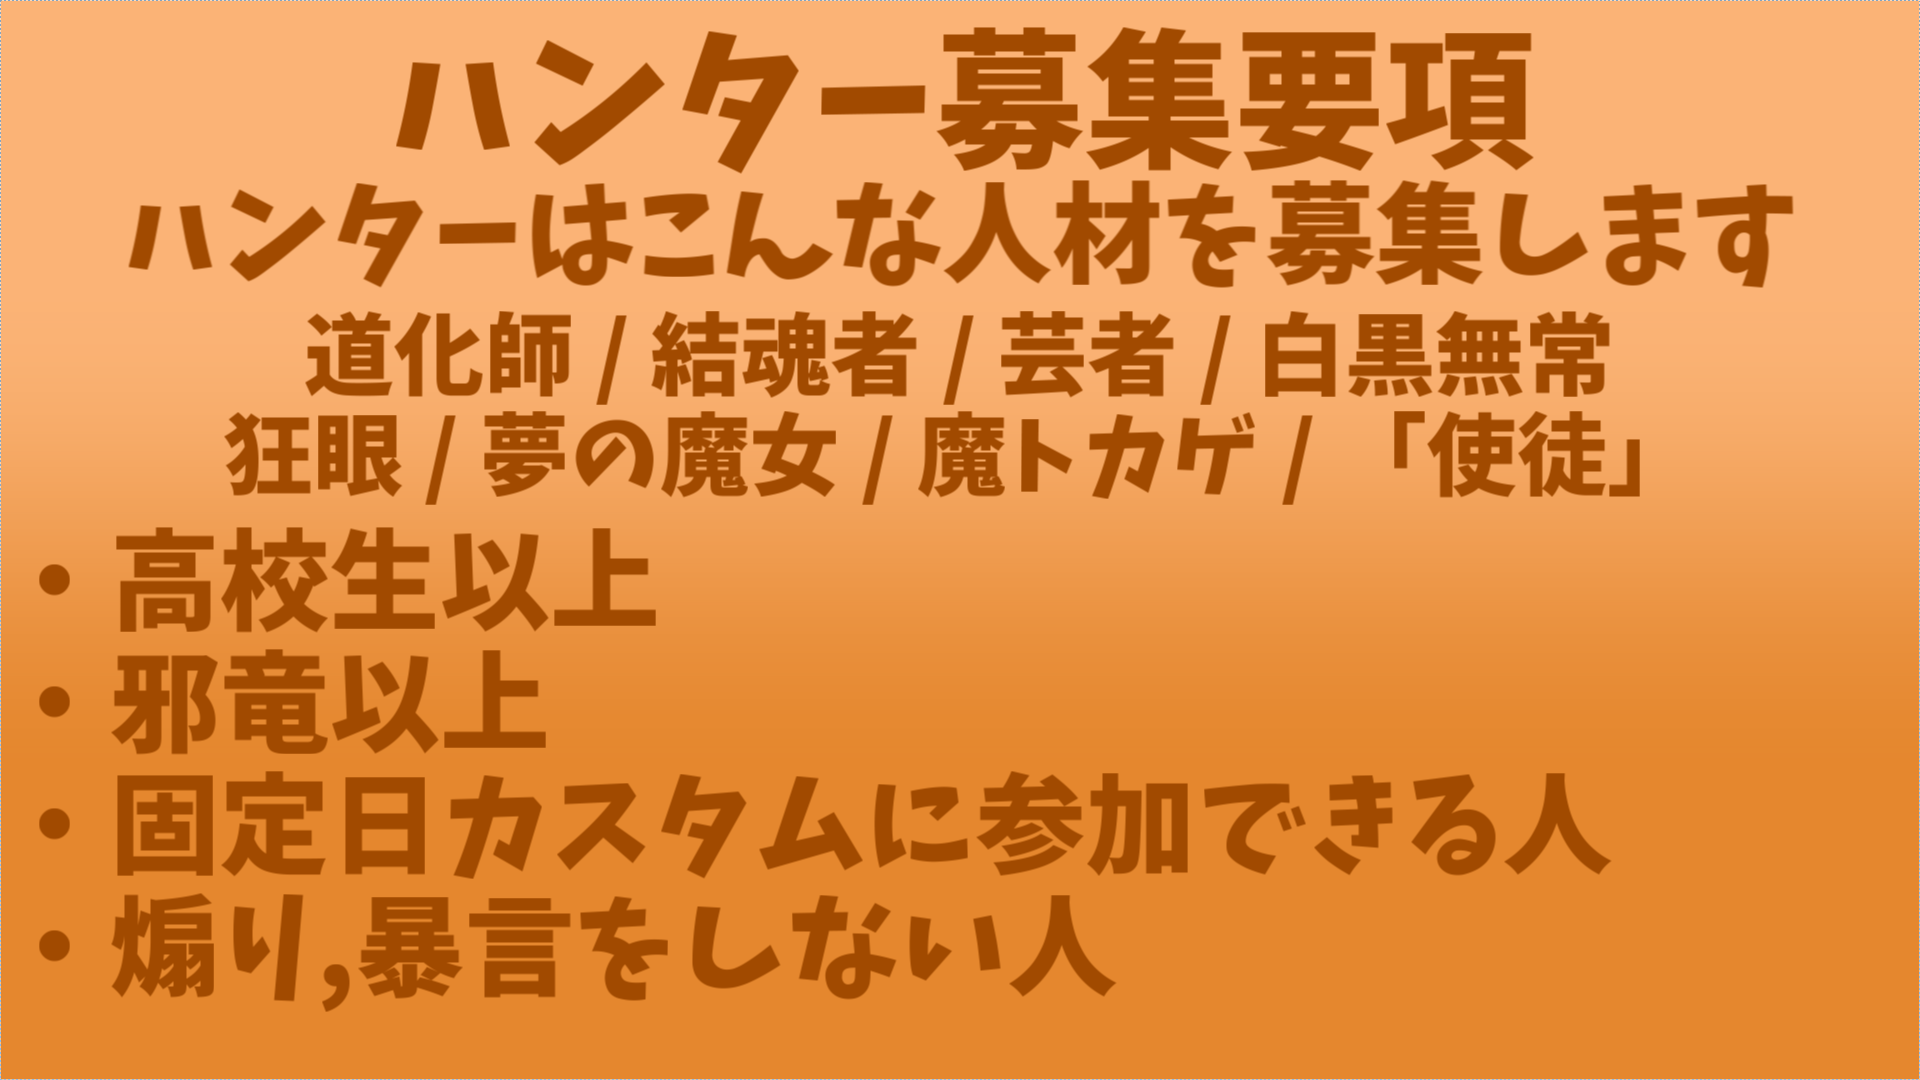 ハンター募集要項
ハンターはこんな人材を募集します
道化師 / 結魂者 / 芸者 / 白黒無常
狂眼 / 夢の魔女 / 魔トカゲ / 「使徒」
・高校生以上
・邪竜以上
・固定日カスタムに参加できる人
・煽り,暴言をしない人